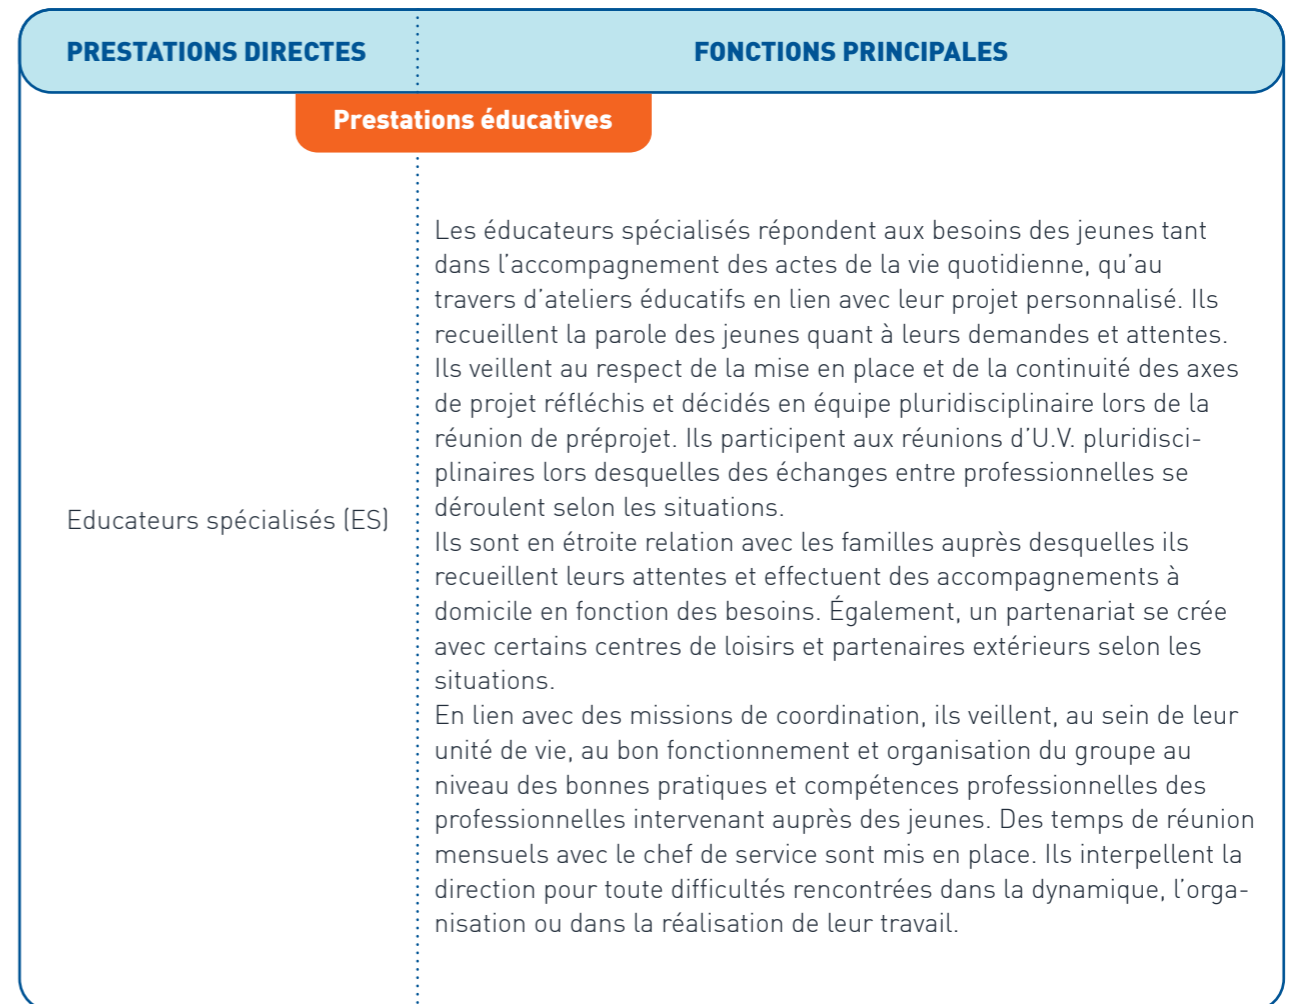 PRESTATIONS DIRECTES
FONCTIONS PRINCIPALES
Prestations éducatives
Educateurs spécialisés (ES)
Les éducateurs spécialisés répondent aux besoins des jeunes tant
dans l’accompagnement des actes de la vie quotidienne, qu’au
travers d’ateliers éducatifs en lien avec leur projet personnalisé. Ils
recueillent la parole des jeunes quant à leurs demandes et attentes.
Ils veillent au respect de la mise en place et de la continuité des axes
de projet réfléchis et décidés en équipe pluridisciplinaire lors de la
réunion de préprojet. Ils participent aux réunions d’U.V. pluridisci-
plinaires lors desquelles des échanges entre professionnelles se
déroulent selon les situations.
Ils sont en étroite relation avec les familles auprès desquelles ils
recueillent leurs attentes et effectuent des accompagnements à
domicile en fonction des besoins. Également, un partenariat se crée
avec certains centres de loisirs et partenaires extérieurs selon les
situations.
En lien avec des missions de coordination, ils veillent, au sein de leur
unité de vie, au bon fonctionnement et organisation du groupe au
niveau des bonnes pratiques et compétences professionnelles des
professionnelles intervenant auprès des jeunes. Des temps de réunion
mensuels avec le chef de service sont mis en place. Ils interpellent la
direction pour toute difficultés rencontrées dans la dynamique, l’orga-
nisation ou dans la réalisation de leur travail.